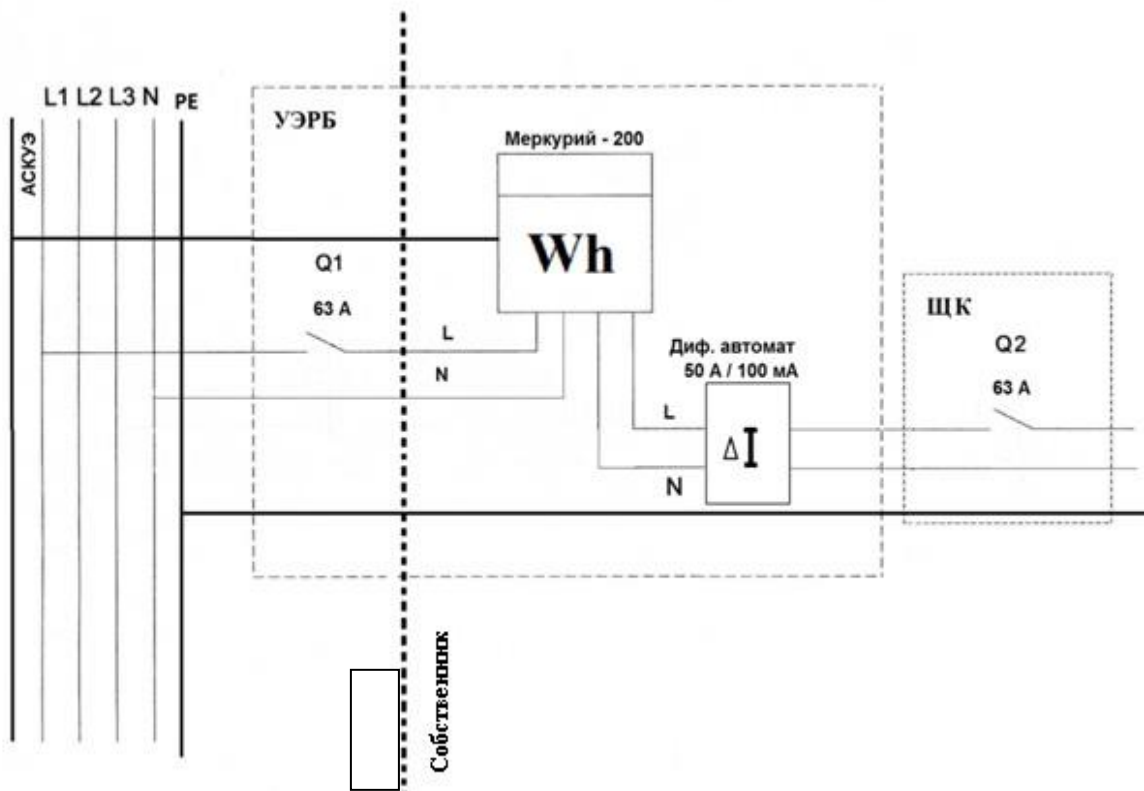 L1 L2 L3 N PE
АСКУЭ
УЭРБ
Меркурий - 200
Wh
Q1
63 А
L
N
Диф. автомат
50 А / 100 мА
L
Δ I
N
ЩК
Q2
63 А
Собственник